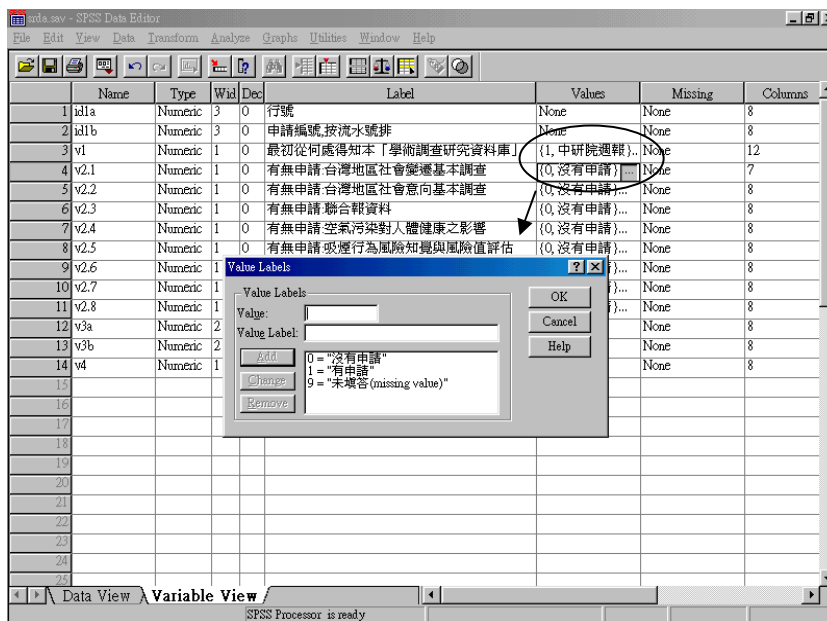 srda.sav - SPSS Data Editor
File Edit View Data Transform Analyze Graphs Utilities Window Help
Name Type Wid Dec Label Values Missing Columns
1 id1a Numeric 3 0 行號 None None 8
2 id1b Numeric 3 0 申請編號,按流水號排 None None 8
3 v1 Numeric 1 0 最初從何處得知本「學術調查研究資料庫」 {1, 中研院週報}.. None 12
4 v2.1 Numeric 1 0 有無申請:台灣地區社會變遷基本調查 {0, 沒有申請} ... None 7
5 v2.2 Numeric 1 0 有無申請:台灣地區社會意向基本調查 {0, 沒有申請}... None 8
6 v2.3 Numeric 1 0 有無申請:聯合報資料 {0, 沒有申請}... None 8
7 v2.4 Numeric 1 0 有無申請:空氣污染對人體健康之影響 {0, 沒有申請}... None 8
8 v2.5 Numeric 1 0 有無申請:吸煙行為風險知覺與風險值評估 {0, 沒有申請}... None 8
9 v2.6 Numeric 1 }... None 8
10 v2.7 Numeric 1 }... None 8
11 v2.8 Numeric 1 }... None 8
12 v3a Numeric 2 None 8
13 v3b Numeric 2 None 8
14 v4 Numeric 1 None 8
15
16
17
18
19
20
21
22
23
24
25
Value Labels
Value Labels
Value:
Value Label:
Add
Change
Remove
0 = "沒有申請"
1 = "有申請"
9 = "未填答(missing value)"
OK
Cancel
Help
Data View Variable View
SPSS Processor is ready